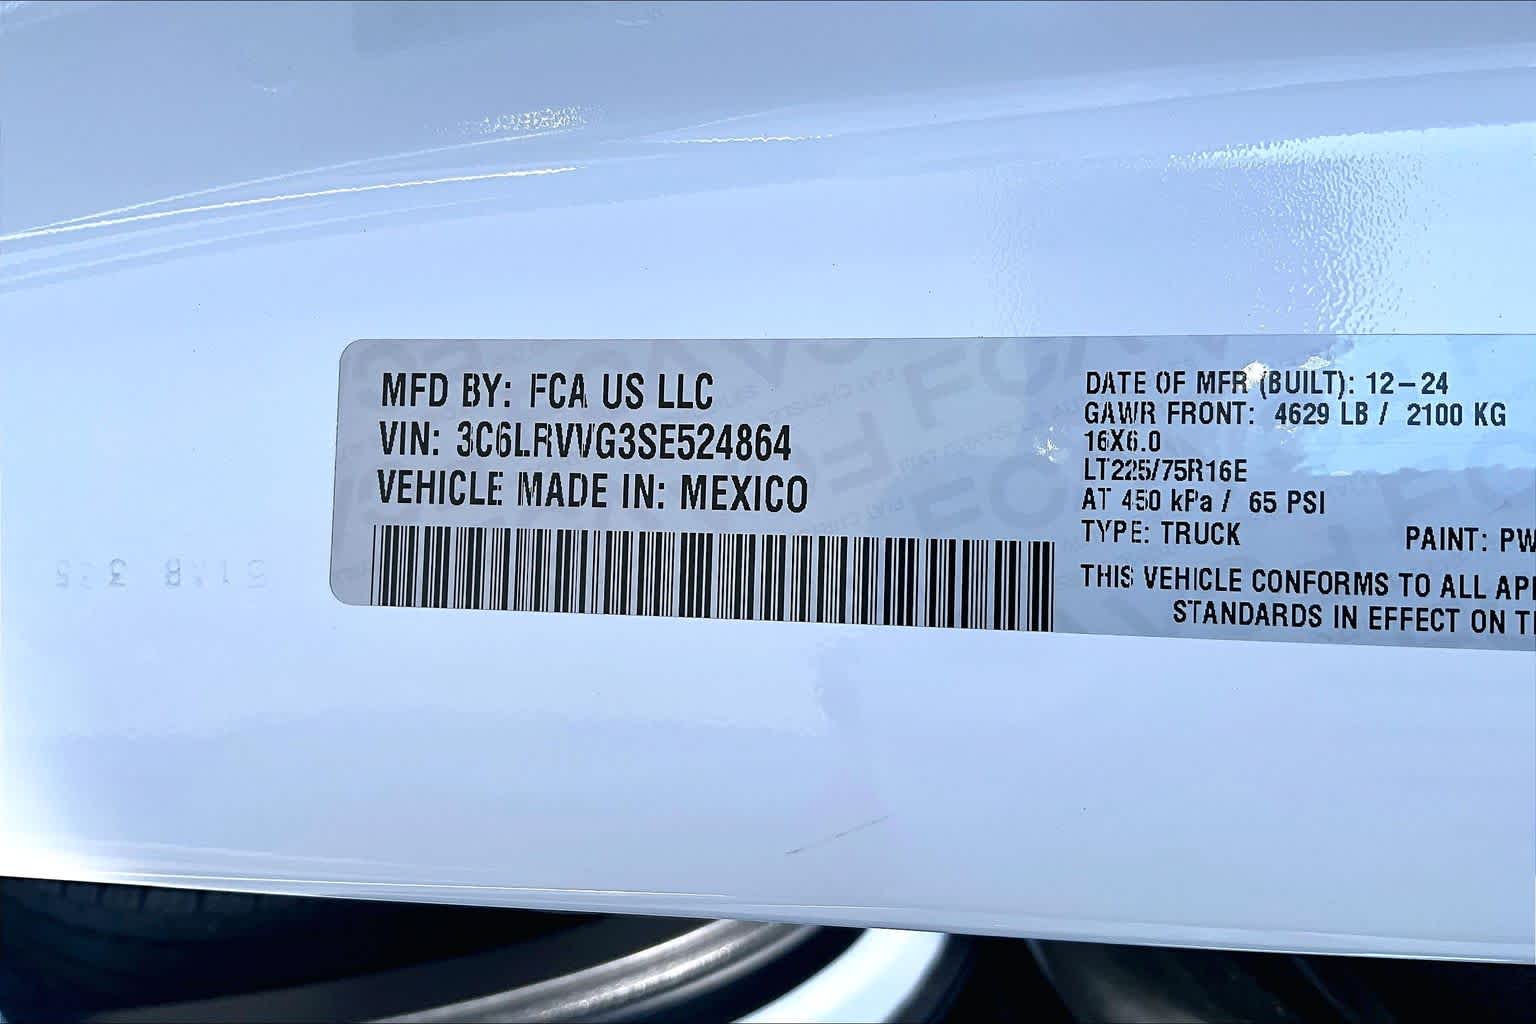 MFD BY: FCA US LLC
VIN: 3C6LRVVG3SE524864
VEHICLE MADE IN: MEXICO
DATE OF MFR (BUILT): 12-24
GAWR FRONT: 4629 LB / 2100 KG
16X6.0
LT225/75R16E
AT 450 kPa / 65 PSI
TYPE: TRUCK PAINT: PW
THIS VEHICLE CONFORMS TO ALL
STANDARDS IN EFFECT ON